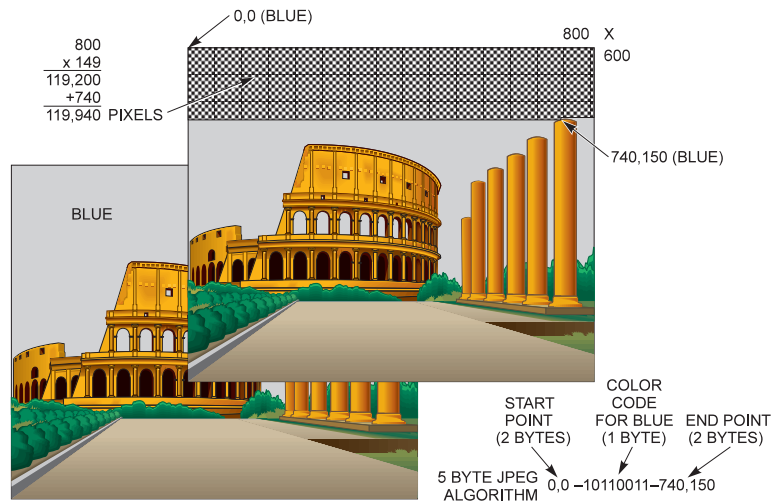 0,0 (BLUE)
800 X
600
800
x 149
119,200
+740
119,940 PIXELS
740,150 (BLUE)
BLUE
START
POINT
(2 BYTES)
COLOR
CODE
FOR BLUE
(1 BYTE)
END POINT
(2 BYTES)
5 BYTE JPEG
ALGORITHM
0,0 –10110011–740,150